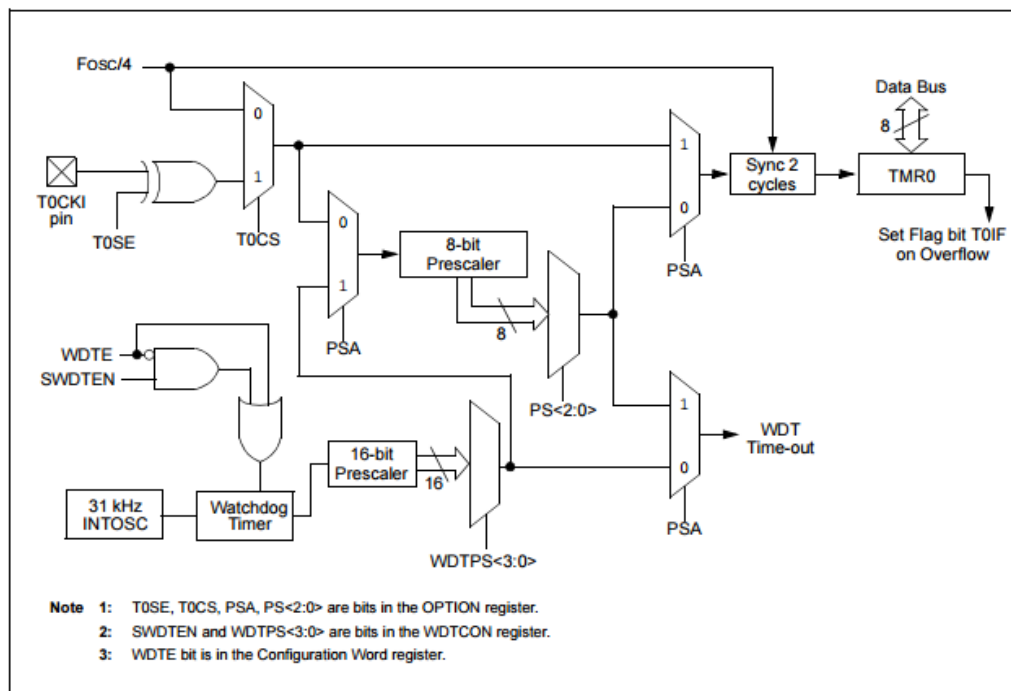 Fosc/4
0
1
T0CKI
pin
T0SE
T0CS
0
1
PSA
8-bit
Prescaler
8
PS<2:0>
1
0
PSA
Sync 2
cycles
Data Bus
8
TMR0
Set Flag bit T0IF
on Overflow
WDTE
SWDTEN
31 kHz
INTOSC
Watchdog
Timer
16-bit
Prescaler
16
WDTPS<3:0>
1
0
PSA
WDT
Time-out
Note 1: T0SE, T0CS, PSA, PS<2:0> are bits in the OPTION register.
2: SWDTEN and WDTPS<3:0> are bits in the WDTCON register.
3: WDTE bit is in the Configuration Word register.